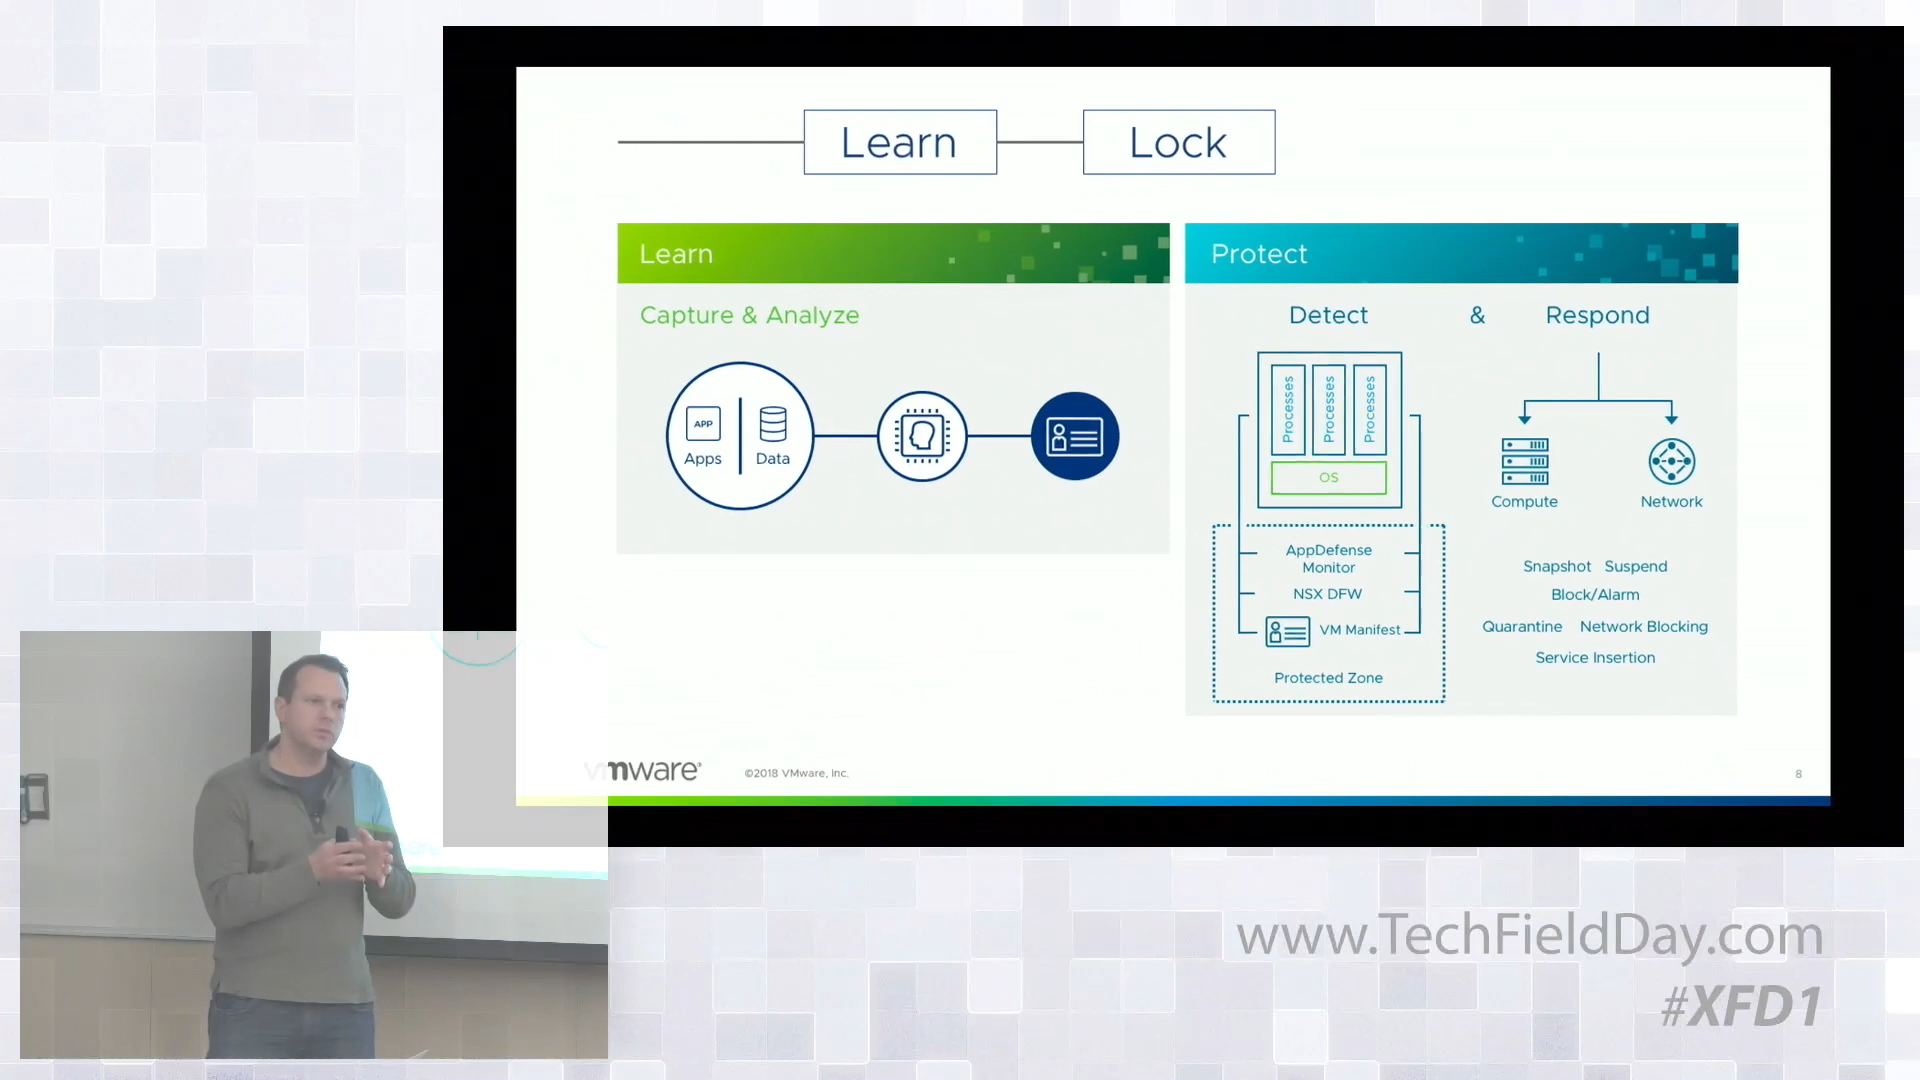 Learn
Lock
Learn
Capture & Analyze
APP
Apps
Data
Protect
Detect & Respond
Processes
Processes
Processes
OS
AppDefense
Monitor
NSX DFW
VM Manifest
Protected Zone
Compute
Network
Snapshot Suspend
Block/Alarm
Quarantine Network Blocking
Service Insertion
vmware
©2018 VMware, Inc.
8
www.TechFieldDay.com
#XFD1